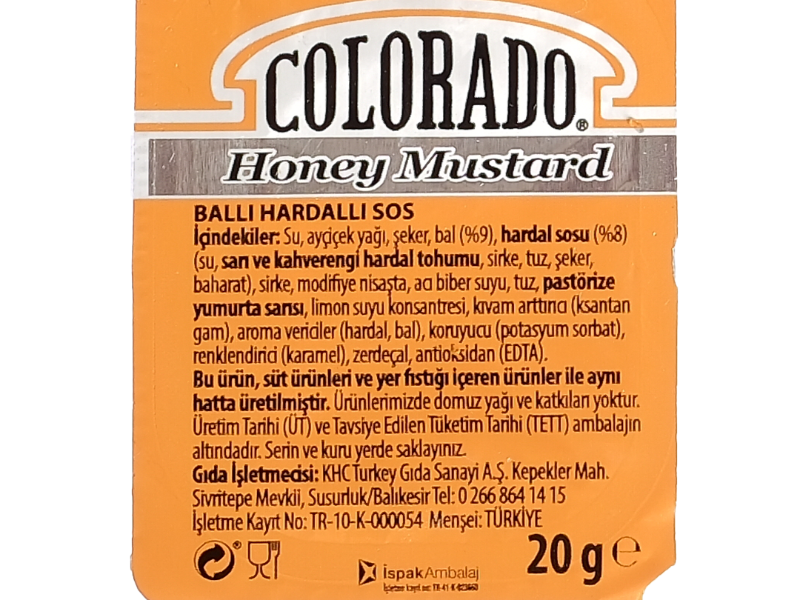 COLORADO®
Honey Mustard
BALLI HARDALLI SOS
İçindekiler: Su, ayçiçek yağı, şeker, bal (%9), hardal sosu (%8)
(su, sarı ve kahverengi hardal tohumu, sirke, tuz, şeker,
baharat), sirke, modifiye nişasta, acı biber suyu, tuz, pastörize
yumurta sarısı, limon suyu konsantresi, kıvam arttırıcı (ksantan
gam), aroma vericiler (hardal, bal), koruyucu (potasyum sorbat),
renklendirici (karamel), zerdeçal, antioksidan (EDTA).
Bu ürün, süt ürünleri ve yer fıstığı içeren ürünler ile aynı
hatta üretilmiştir. Ürünlerimizde domuz yağı ve katkıları yoktur.
Üretim Tarihi (ÜT) ve Tavsiye Edilen Tüketim Tarihi (TETT) ambalajın
altındadır. Serin ve kuru yerde saklayınız.
Gıda İşletmecisi: KHC Turkey Gıda Sanayi A.Ş. Kepekler Mah.
Sivritepe Mevkii, Susurluk/Balıkesir Tel: 0 266 864 14 15
İşletme Kayıt No: TR-10-K-000054 Menşei: TÜRKİYE
® 20 g ℮
İspak Ambalaj
İşletme kayıt no: TR-41-K-023660